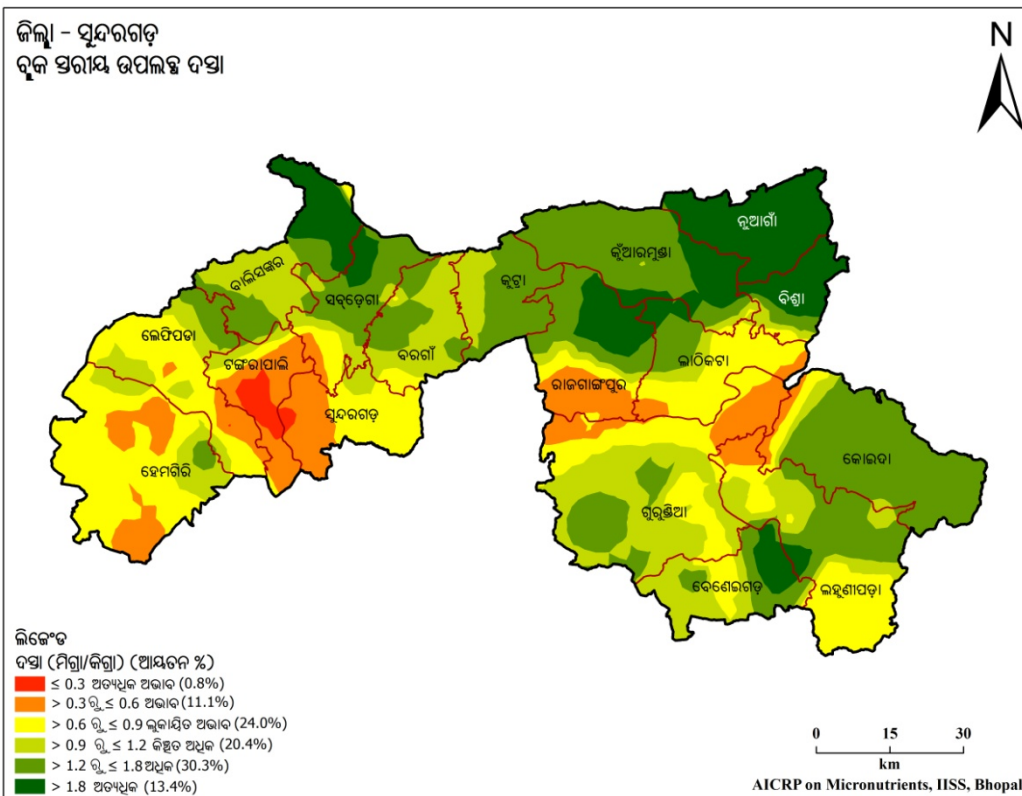 ଜିଲ୍ଲା – ସୁନ୍ଦରଗଡ଼
ବ୍ଲକ ସ୍ତରୀୟ ଉପଲବ୍ଧ ଦସ୍ତା
N
ନୂଆଗାଁ
କୁଁଆରମୁଣ୍ଡା
ବାଲିସଙ୍କରା
କୁଟ୍ରା
ବିଶ୍ରା
ସବ୍‌ଡ଼େଗା
ଲେଫ୍ରିପଡା
ବରଗାଁ
ଟଙ୍ଗରାପାଲି
ଲାଠିକଟା
ରାଜଗାଙ୍ଗପୁର
ସୁନ୍ଦରଗଡ଼
କୋଇଦା
ହେମଗିରି
ଗୁରୁଣ୍ଡିଆ
ବେଣେଇଗଡ଼
ଲହୁଣୀପଡ଼ା
ଲିଜେଂଡ
ଦସ୍ତା (ମିଗ୍ରା/କିଗ୍ରା) (ଆୟତନ %)
≤ 0.3 ଅତ୍ୟଧିକ ଅଭାବ (0.8%)
> 0.3 ରୁ ≤ 0.6 ଅଭାବ (11.1%)
> 0.6 ରୁ ≤ 0.9 ଲୁକାୟିତ ଅଭାବ (24.0%)
> 0.9 ରୁ ≤ 1.2 କିଞ୍ଚିତ ଅଧିକ (20.4%)
> 1.2 ରୁ ≤ 1.8 ଅଧିକ (30.3%)
> 1.8 ଅତ୍ୟଧିକ (13.4%)
0 15 30
km
AICRP on Micronutrients, IISS, Bhopal